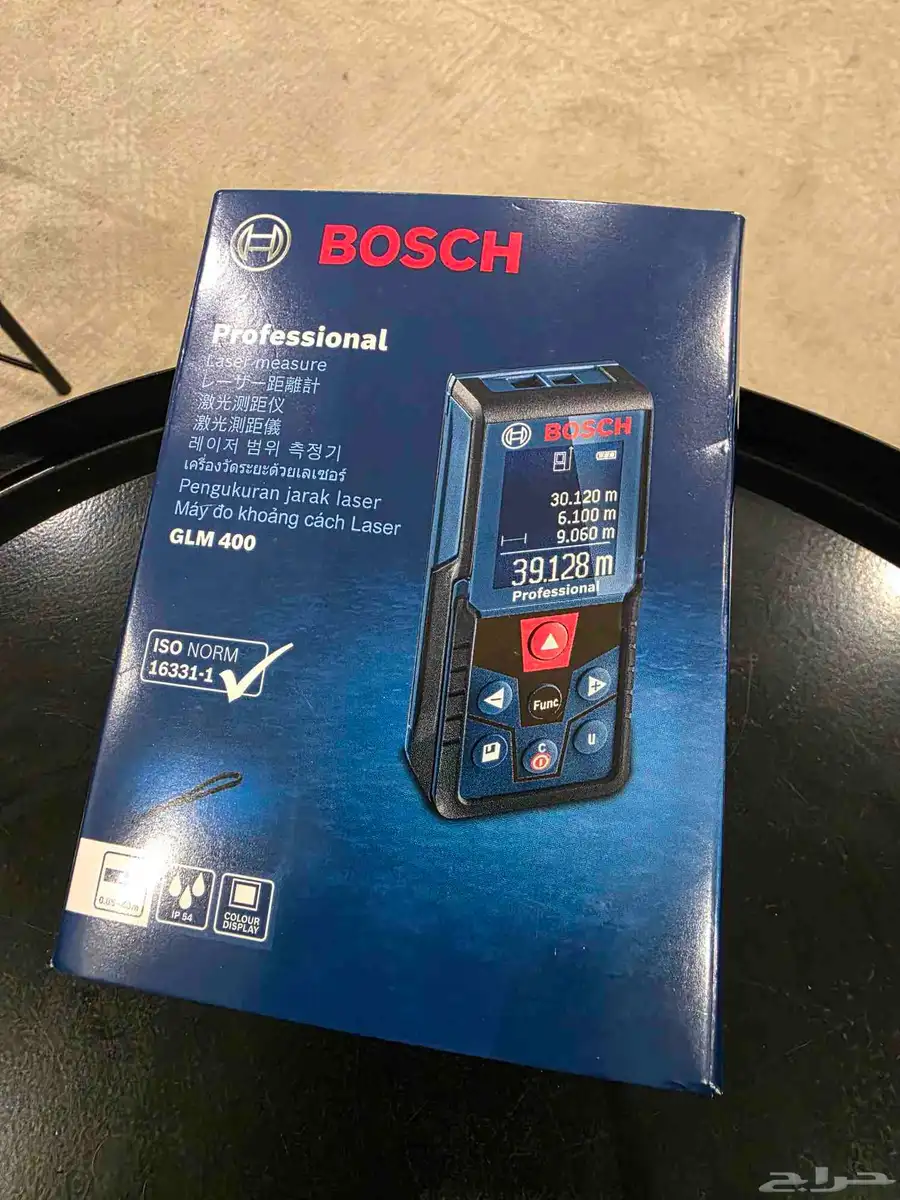 BOSCH
Professional
Laser measure
レーザー距離計
激光测距仪
激光測距儀
레이저 범위 측정기
เครื่องวัดระยะด้วยเลเซอร์
Pengukuran jarak laser
Máy đo khoảng cách Laser
GLM 400
BOSCH
30.120 m
6.100 m
9.060 m
39.128 m
Professional
Func
C
u
ISO NORM
16331-1
IP 54
COLOUR
DISPLAY
حراج